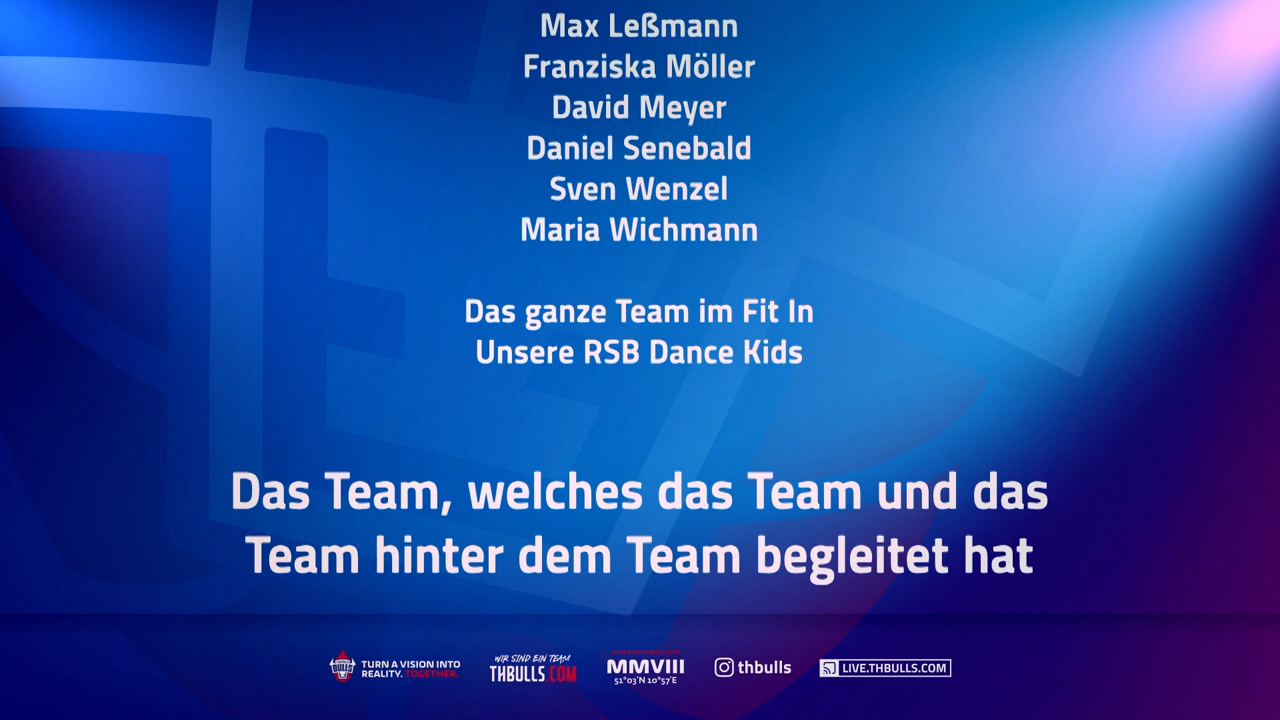 Max Leßmann
Franziska Möller
David Meyer
Daniel Senebald
Sven Wenzel
Maria Wichmann
Das ganze Team im Fit In
Unsere RSB Dance Kids
Das Team, welches das Team und das
Team hinter dem Team begleitet hat
BULLS
TURN A VISION INTO
REALITY. TOGETHER.
WIR SIND EIN TEAM
THBULLS.COM
MMVIII
51°03'N 10°57'E
thbulls
LIVE.THBULLS.COM